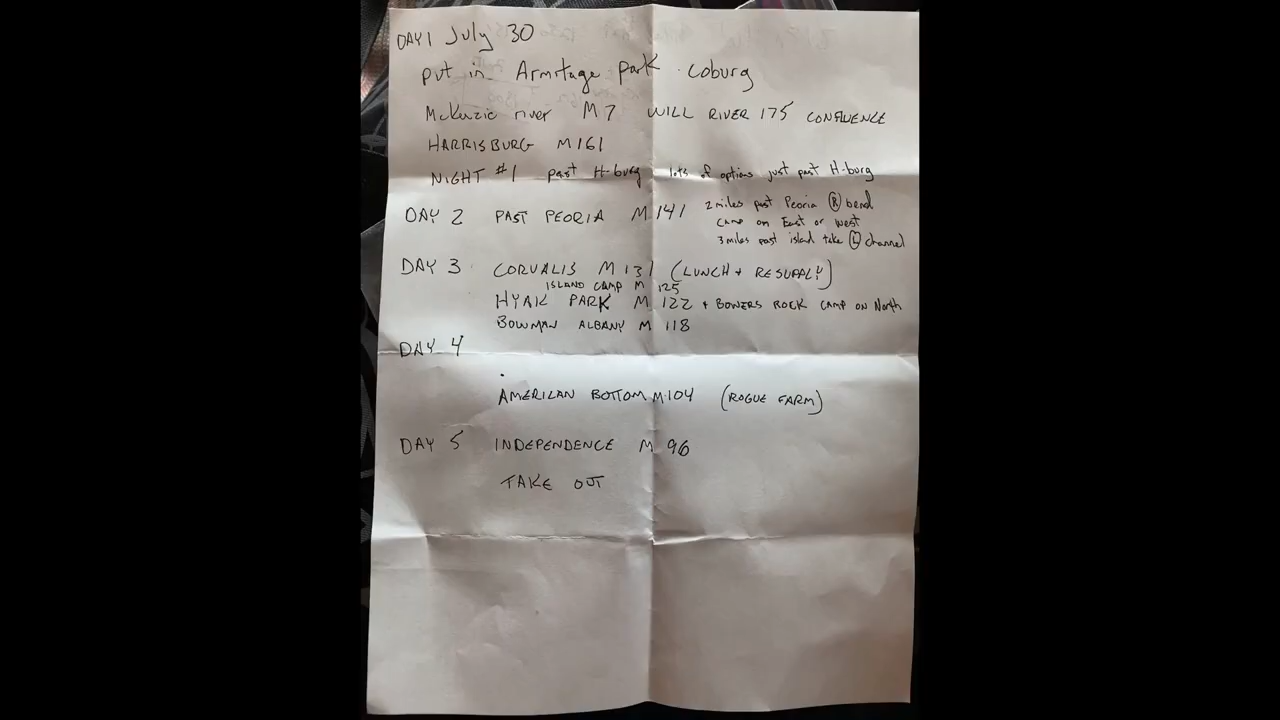 DAY 1 July 30
put in Armitage park Coburg
McKenzie river M7 WILL RIVER 175 CONFLUENCE
HARRISBURG M161
NIGHT #1 past H-burg lots of options just past H-burg
DAY 2 PAST PEORIA M 141 2 miles past Peoria Ⓡ bend
camp on East or West
3 miles past island take Ⓛ channel
DAY 3 CORVALIS M 131 (LUNCH + RESUPPLY)
ISLAND CAMP M 125
HYAK PARK M 122 + BOWERS ROCK CAMP ON North
BOWMAN ALBANY M 118
DAY 4
AMERICAN BOTTOM M104 (ROGUE FARM)
DAY 5 INDEPENDENCE M 96
TAKE OUT